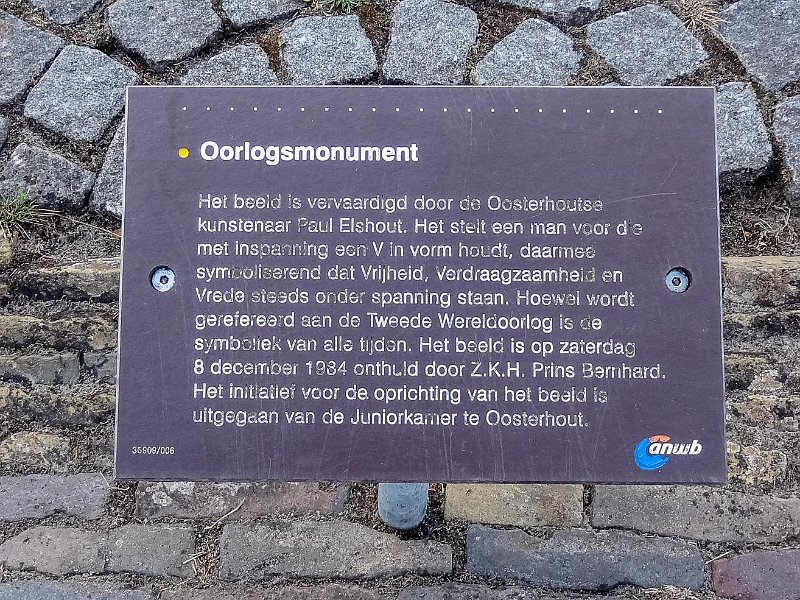 Oorlogsmonument
Het beeld is vervaardigd door de Oosterhoutse
kunstenaar Paul Elshout. Het stelt een man voor die
met inspanning een V in vorm houdt, daarmee
symboliserend dat Vrijheid, Verdraagzaamheid en
Vrede steeds onder spanning staan. Hoewel wordt
gerefereerd aan de Tweede Wereldoorlog is de
symboliek van alle tijden. Het beeld is op zaterdag
8 december 1984 onthuld door Z.K.H. Prins Bernhard.
Het initiatief voor de oprichting van het beeld is
uitgegaan van de Juniorkamer te Oosterhout.
35909/006
anwb